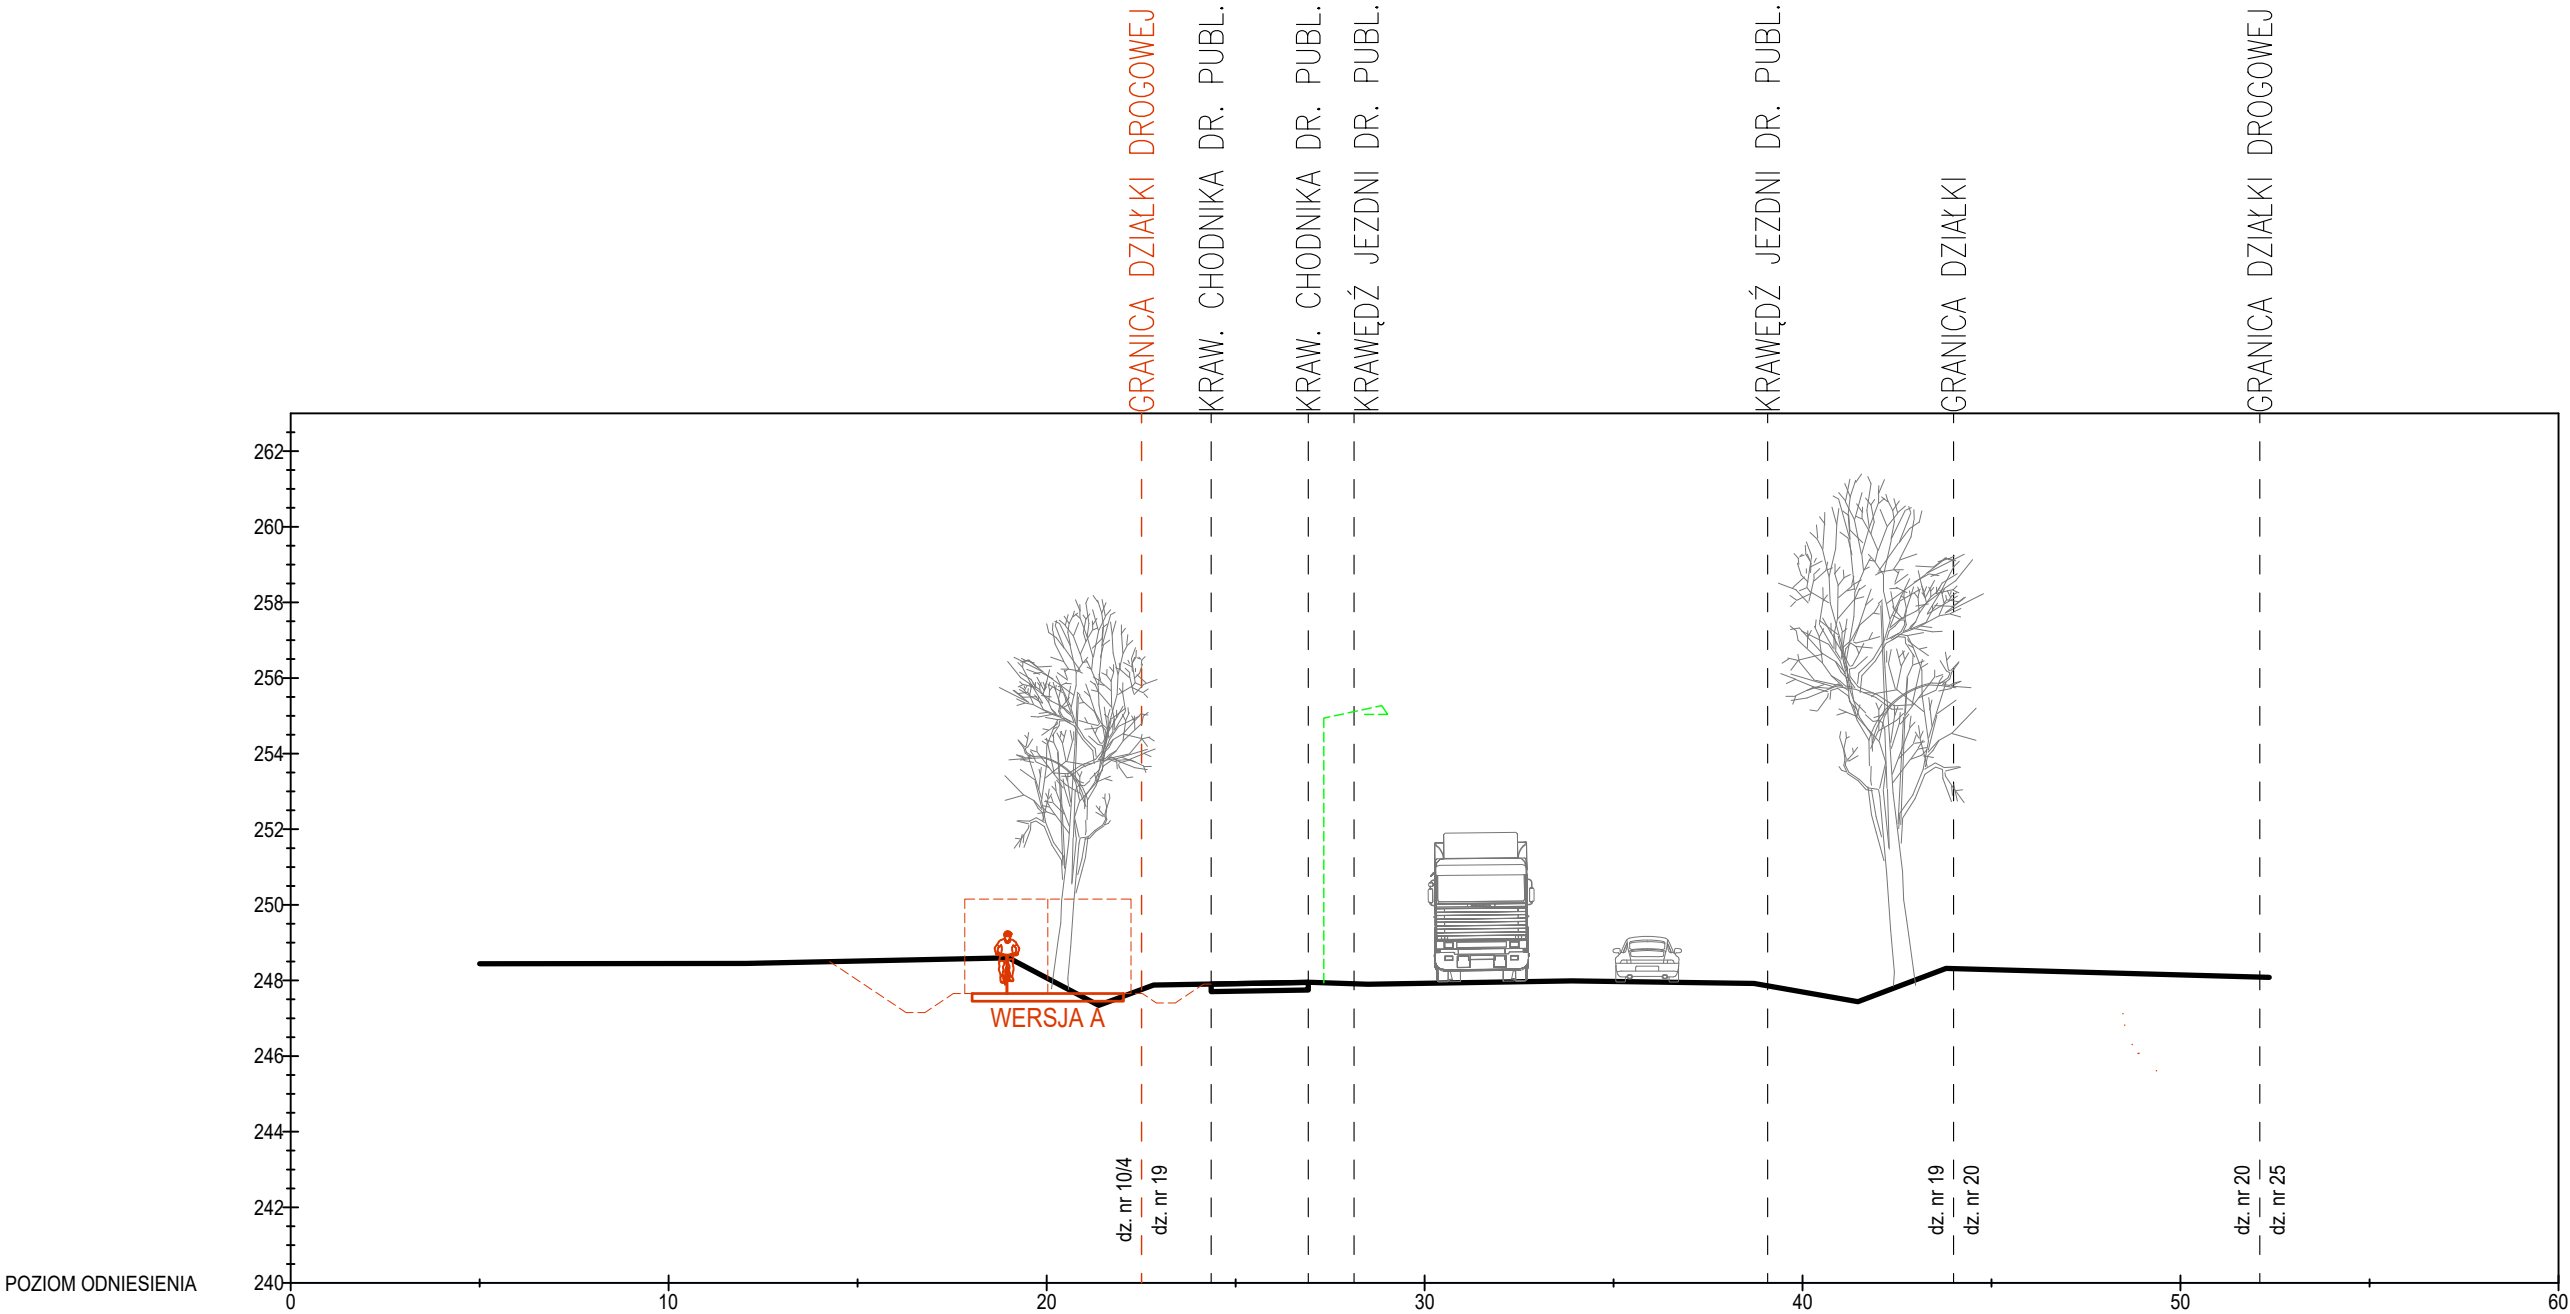 GRANICA DZIAŁKI DROGOWEJ
KRAW. CHODNIKA DR. PUBL.
KRAW. CHODNIKA DR. PUBL.
KRAWĘDŹ JEZDNI DR. PUBL.
KRAWĘDŹ JEZDNI DR. PUBL.
GRANICA DZIAŁKI
GRANICA DZIAŁKI DROGOWEJ
262
260
258
256
254
252
250
248
246
244
242
240
WERSJA A
dz. nr 10/4
dz. nr 19
dz. nr 19
dz. nr 20
dz. nr 20
dz. nr 25
POZIOM ODNIESIENIA
0
10
20
30
40
50
60